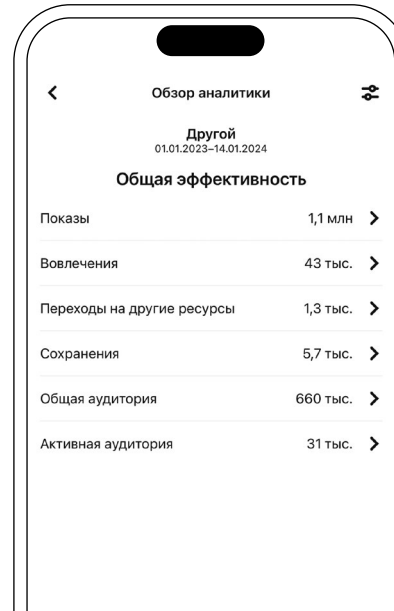 Обзор аналитики
Другой
01.01.2023–14.01.2024
Общая эффективность
Показы 1,1 млн
Вовлечения 43 тыс.
Переходы на другие ресурсы 1,3 тыс.
Сохранения 5,7 тыс.
Общая аудитория 660 тыс.
Активная аудитория 31 тыс.